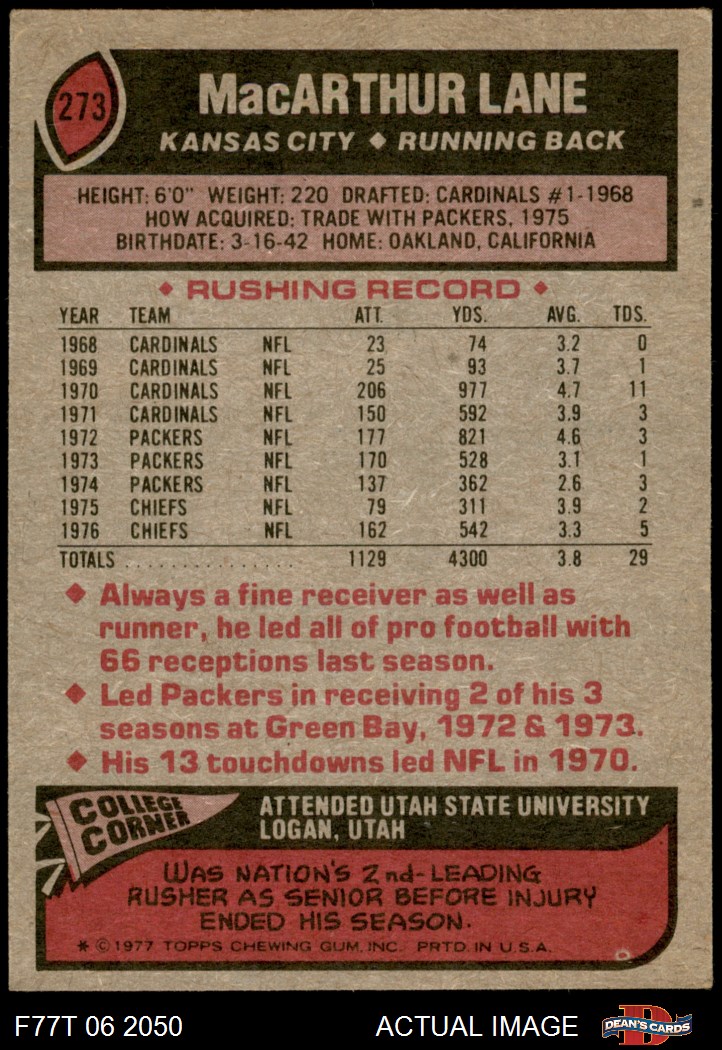 273
MacARTHUR LANE
KANSAS CITY ◆ RUNNING BACK
HEIGHT: 6'0" WEIGHT: 220 DRAFTED: CARDINALS #1-1968
HOW ACQUIRED: TRADE WITH PACKERS, 1975
BIRTHDATE: 3-16-42 HOME: OAKLAND, CALIFORNIA
◆ RUSHING RECORD ◆
YEAR TEAM ATT. YDS. AVG. TDS.
1968 CARDINALS NFL 23 74 3.2 0
1969 CARDINALS NFL 25 93 3.7 1
1970 CARDINALS NFL 206 977 4.7 11
1971 CARDINALS NFL 150 592 3.9 3
1972 PACKERS NFL 177 821 4.6 3
1973 PACKERS NFL 170 528 3.1 1
1974 PACKERS NFL 137 362 2.6 3
1975 CHIEFS NFL 79 311 3.9 2
1976 CHIEFS NFL 162 542 3.3 5
TOTALS . . . . . . . . . . . . . . . 1129 4300 3.8 29
◆ Always a fine receiver as well as
runner, he led all of pro football with
66 receptions last season.
◆ Led Packers in receiving 2 of his 3
seasons at Green Bay, 1972 & 1973.
◆ His 13 touchdowns led NFL in 1970.
COLLEGE
CORNER
ATTENDED UTAH STATE UNIVERSITY
LOGAN, UTAH
WAS NATION'S 2nd-LEADING
RUSHER AS SENIOR BEFORE INJURY
ENDED HIS SEASON.
* © 1977 TOPPS CHEWING GUM, INC. PRTD. IN U.S.A.
F77T 06 2050
ACTUAL IMAGE
D
DEAN'S CARDS